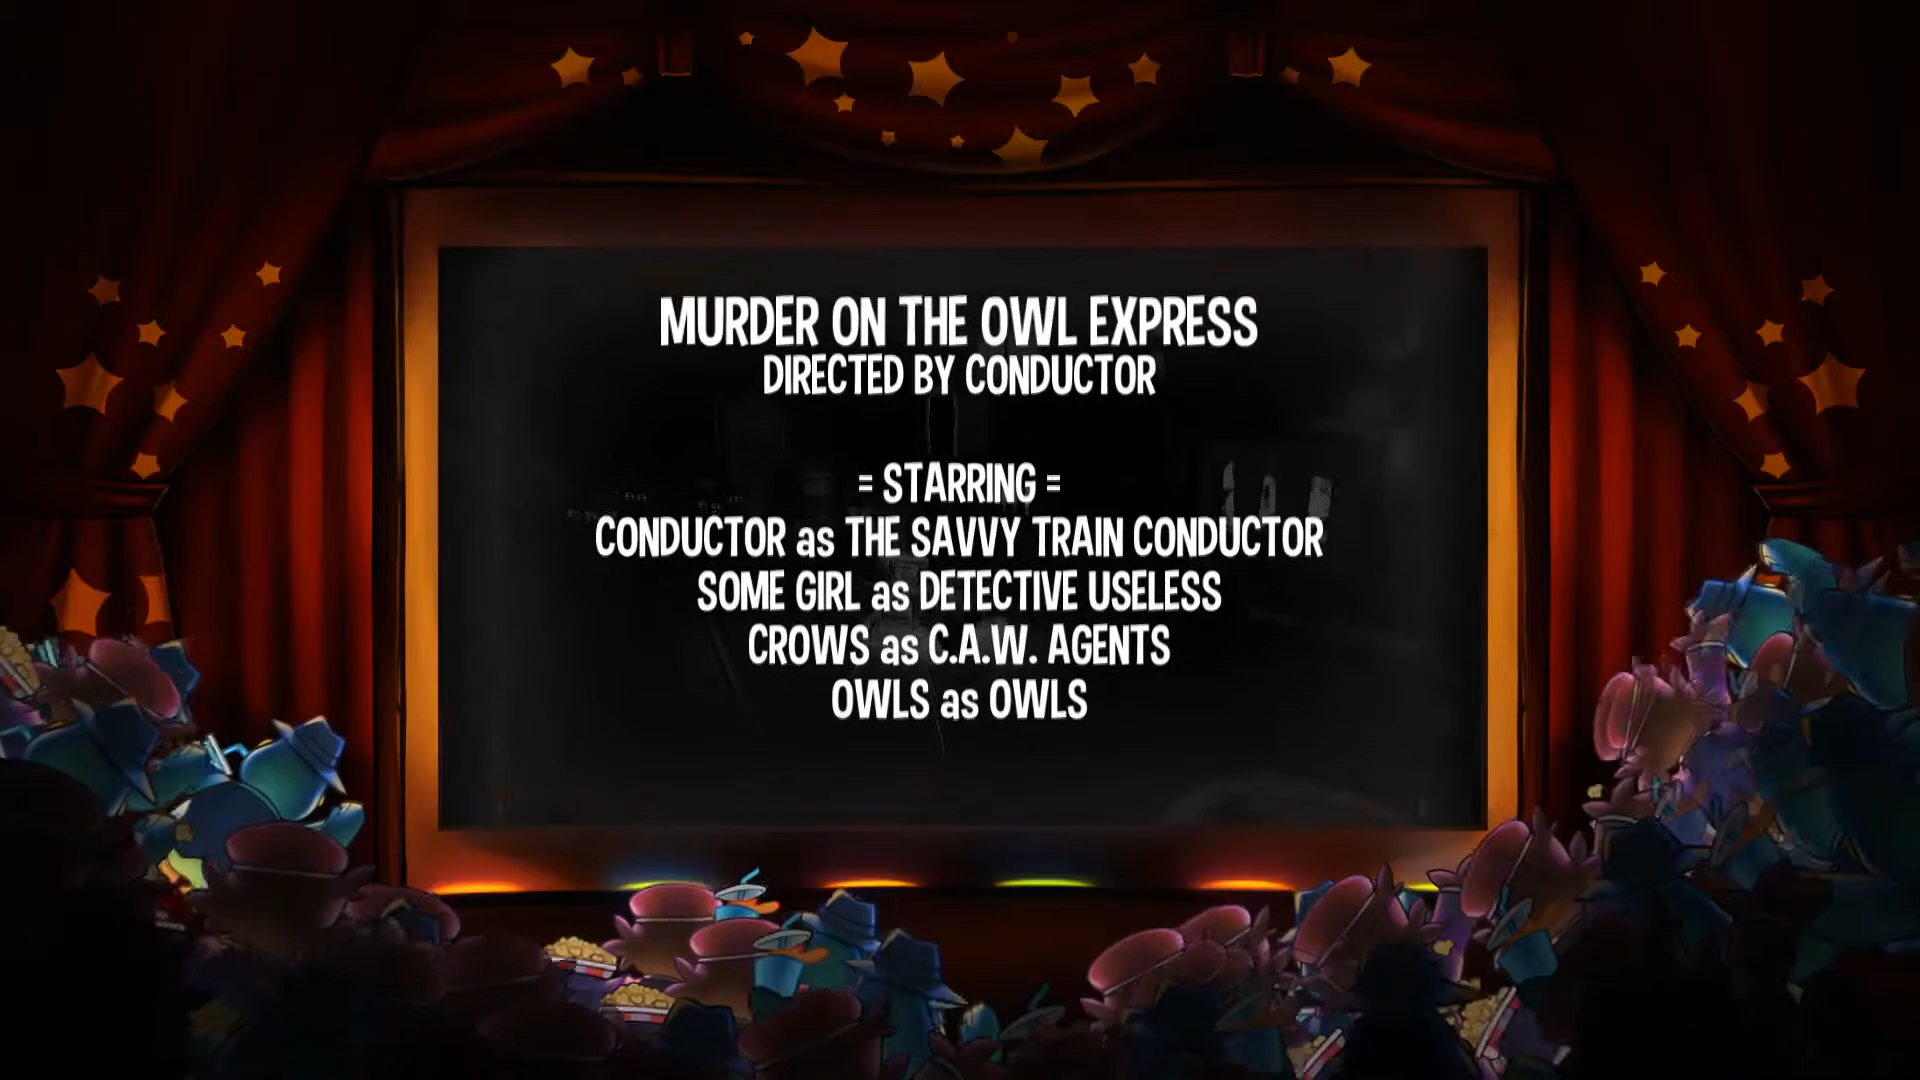 MURDER ON THE OWL EXPRESS
DIRECTED BY CONDUCTOR
= STARRING =
CONDUCTOR as THE SAVVY TRAIN CONDUCTOR
SOME GIRL as DETECTIVE USELESS
CROWS as C.A.W. AGENTS
OWLS as OWLS